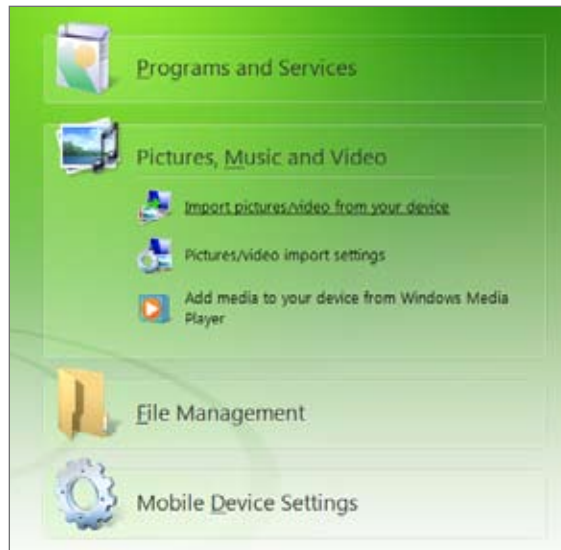 Programs and Services
Pictures, Music and Video
Import pictures/video from your device
Pictures/video import settings
Add media to your device from Windows Media
Player
File Management
Mobile Device Settings